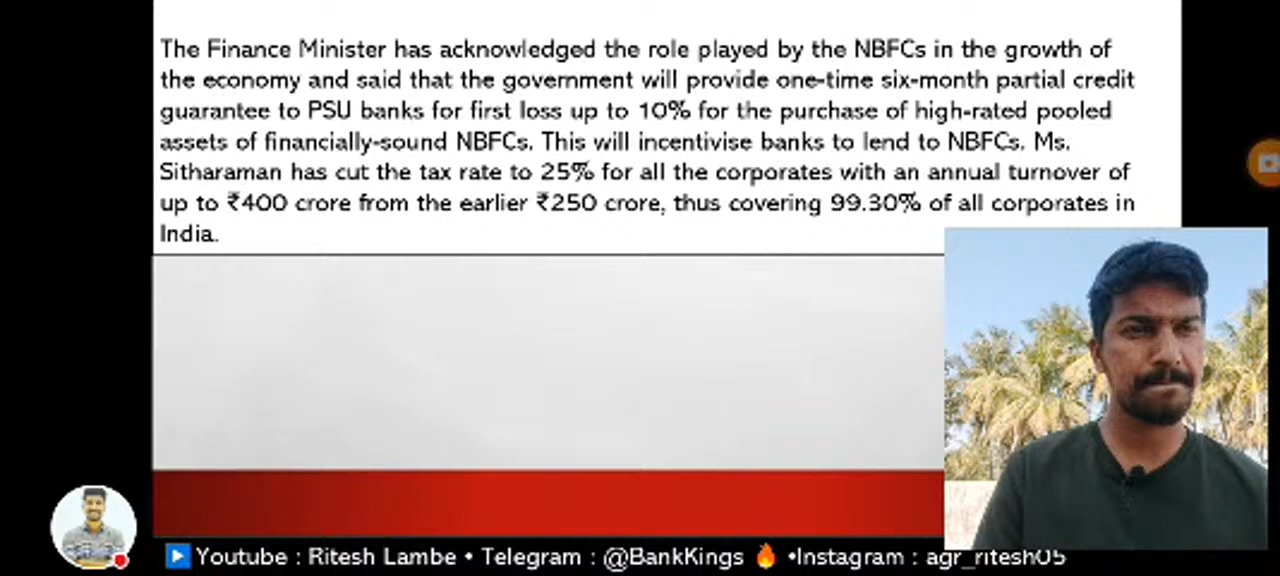 The Finance Minister has acknowledged the role played by the NBFCs in the growth of
the economy and said that the government will provide one-time six-month partial credit
guarantee to PSU banks for first loss up to 10% for the purchase of high-rated pooled
assets of financially-sound NBFCs. This will incentivise banks to lend to NBFCs. Ms.
Sitharaman has cut the tax rate to 25% for all the corporates with an annual turnover of
up to ₹400 crore from the earlier ₹250 crore, thus covering 99.30% of all corporates in
India.
Youtube : Ritesh Lambe • Telegram : @BankKings 🔥 •Instagram : agr_ritesh05